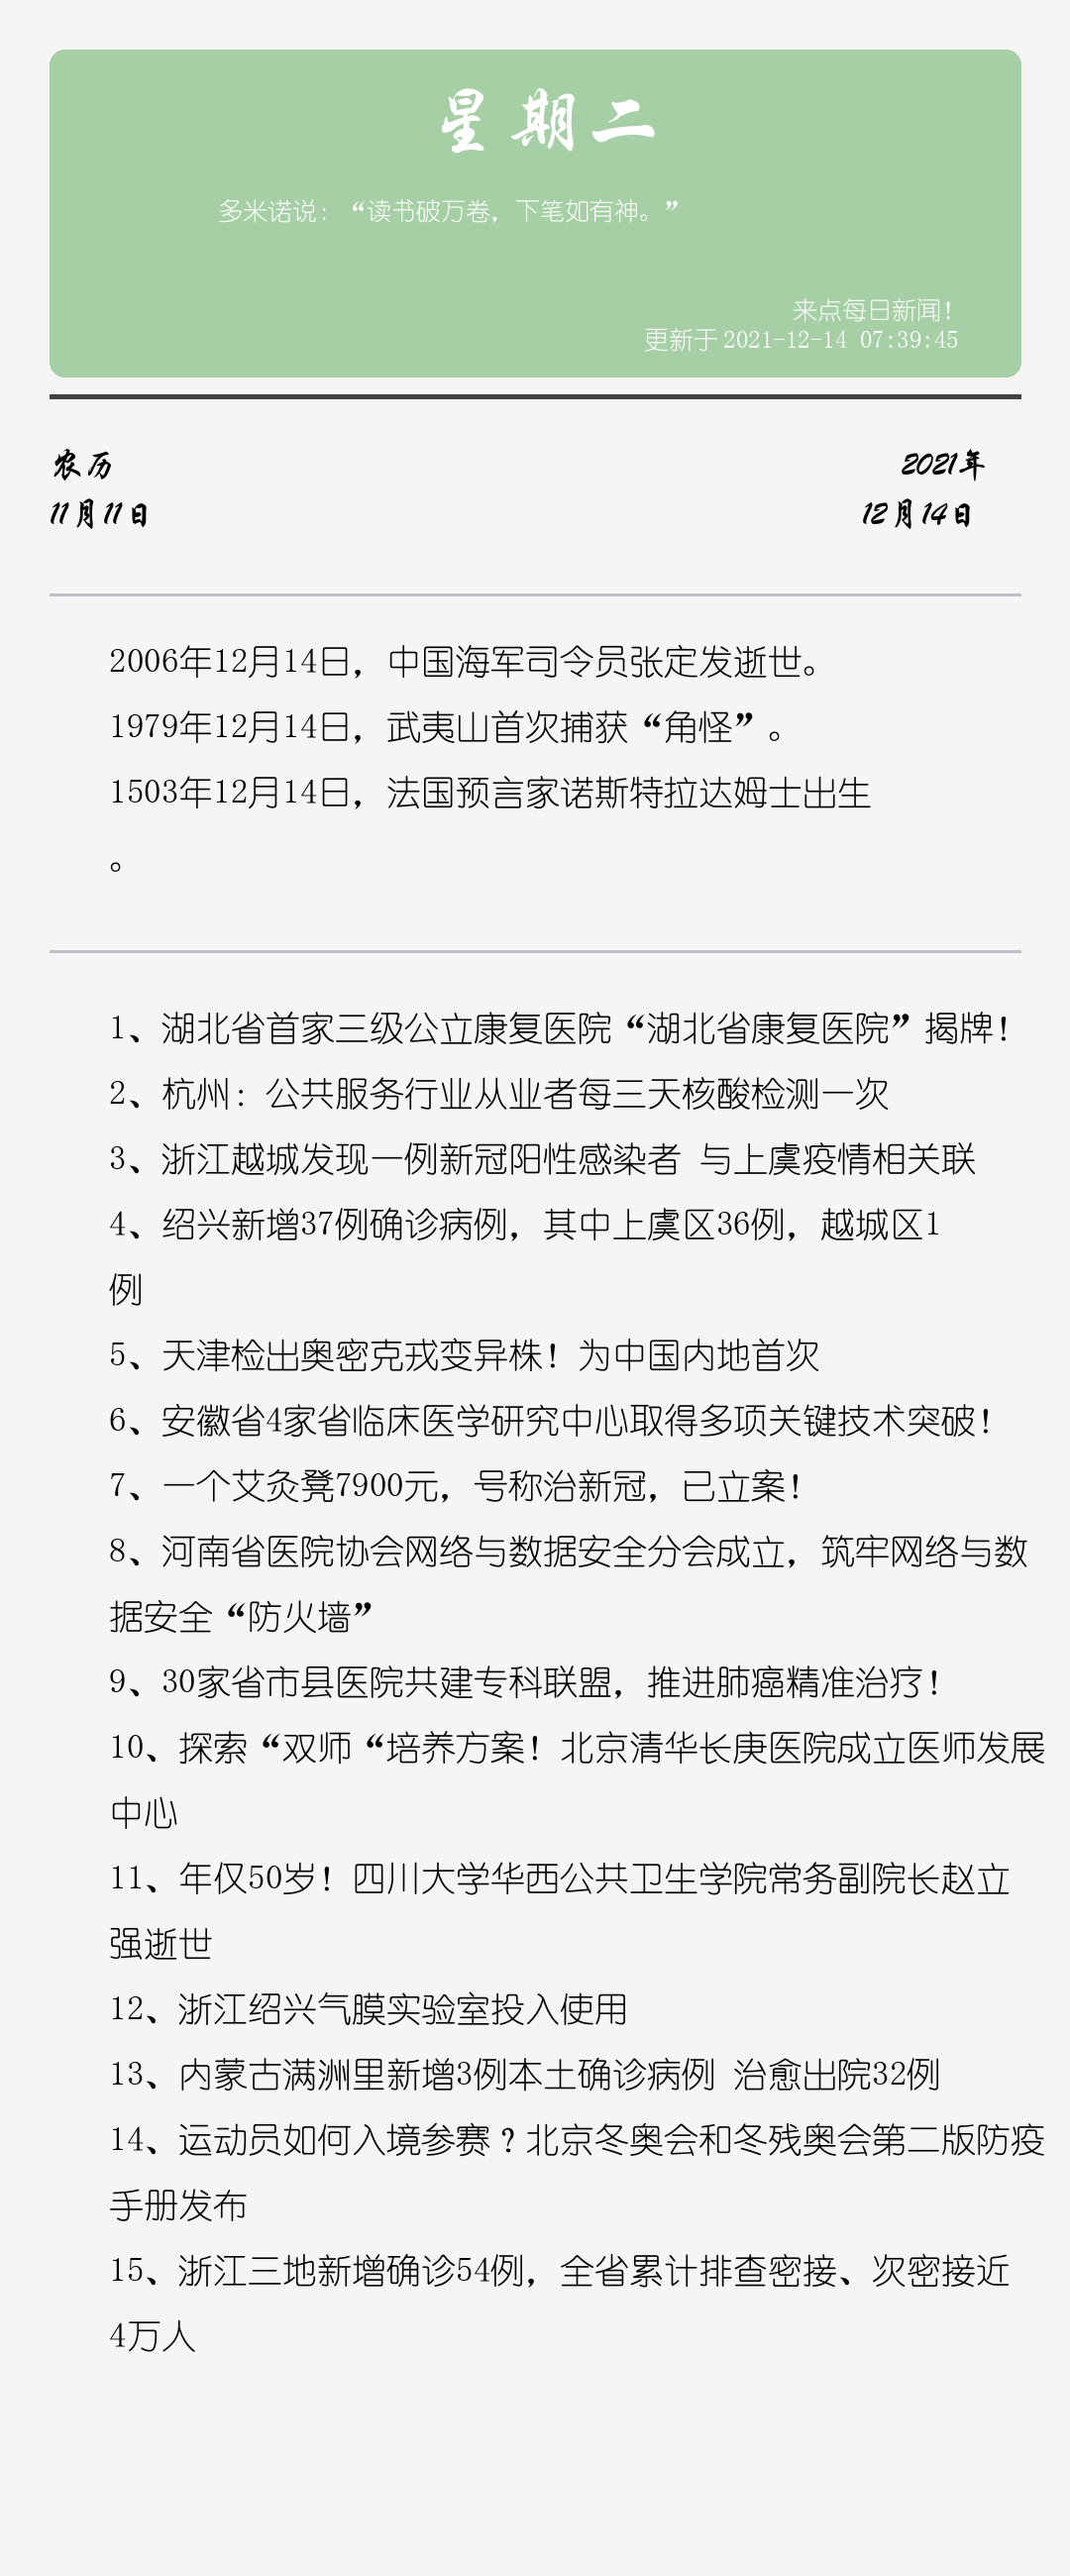 星期二
多米诺说：“读书破万卷，下笔如有神。”
来点每日新闻！
更新于 2021-12-14 07:39:45
农历
2021年
11月11日
12月14日
2006年12月14日，中国海军司令员张定发逝世。
1979年12月14日，武夷山首次捕获“角怪”。
1503年12月14日，法国预言家诺斯特拉达姆士出生
。
1、湖北省首家三级公立康复医院“湖北省康复医院”揭牌！
2、杭州：公共服务行业从业者每三天核酸检测一次
3、浙江越城发现一例新冠阳性感染者 与上虞疫情相关联
4、绍兴新增37例确诊病例，其中上虞区36例，越城区1
例
5、天津检出奥密克戎变异株！为中国内地首次
6、安徽省4家省临床医学研究中心取得多项关键技术突破！
7、一个艾灸凳7900元，号称治新冠，已立案！
8、河南省医院协会网络与数据安全分会成立，筑牢网络与数
据安全“防火墙”
9、30家省市县医院共建专科联盟，推进肺癌精准治疗！
10、探索“双师“培养方案！北京清华长庚医院成立医师发展
中心
11、年仅50岁！四川大学华西公共卫生学院常务副院长赵立
强逝世
12、浙江绍兴气膜实验室投入使用
13、内蒙古满洲里新增3例本土确诊病例 治愈出院32例
14、运动员如何入境参赛？北京冬奥会和冬残奥会第二版防疫
手册发布
15、浙江三地新增确诊54例，全省累计排查密接、次密接近
4万人